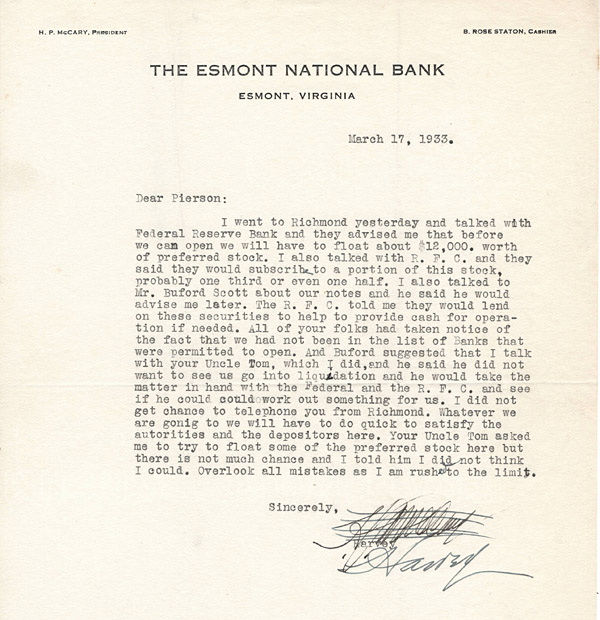 H. P. McCARY, PRESIDENT
B. ROSE STATON, CASHIER
THE ESMONT NATIONAL BANK
ESMONT, VIRGINIA
March 17, 1933.
Dear Pierson:
I went to Richmond yesterday and talked with
Federal Reserve Bank and they advised me that before
we can open we will have to float about $12,000. worth
of preferred stock. I also talked with R. F. C. and they
said they would subscribe to a portion of this stock,
probably one third or even one half. I also talked to
Mr. Buford Scott about our notes and he said he would
advise me later. The R. F. C. told me they would lend
on these securities to help to provide cash for opera-
tion if needed. All of your folks had taken notice of
the fact that we had not been in the list of Banks that
were permitted to open. And Buford suggested that I talk
with your Uncle Tom, which I did,and he said he did not
want to see us go into liquidation and he would take the
matter in hand with the Federal and the R. F. C. and see
if he could sould work out something for us. I did not
get chance to telephone you from Richmond. Whatever we
are gonig to we will have to do quick to satisfy the
autorities and the depositors here. Your Uncle Tom asked
me to try to float some of the preferred stock here but
there is not much chance and I told him I did not think
I could. Overlook all mistakes as I am rush to the limit.
Sincerely,
Harvey
Harvey